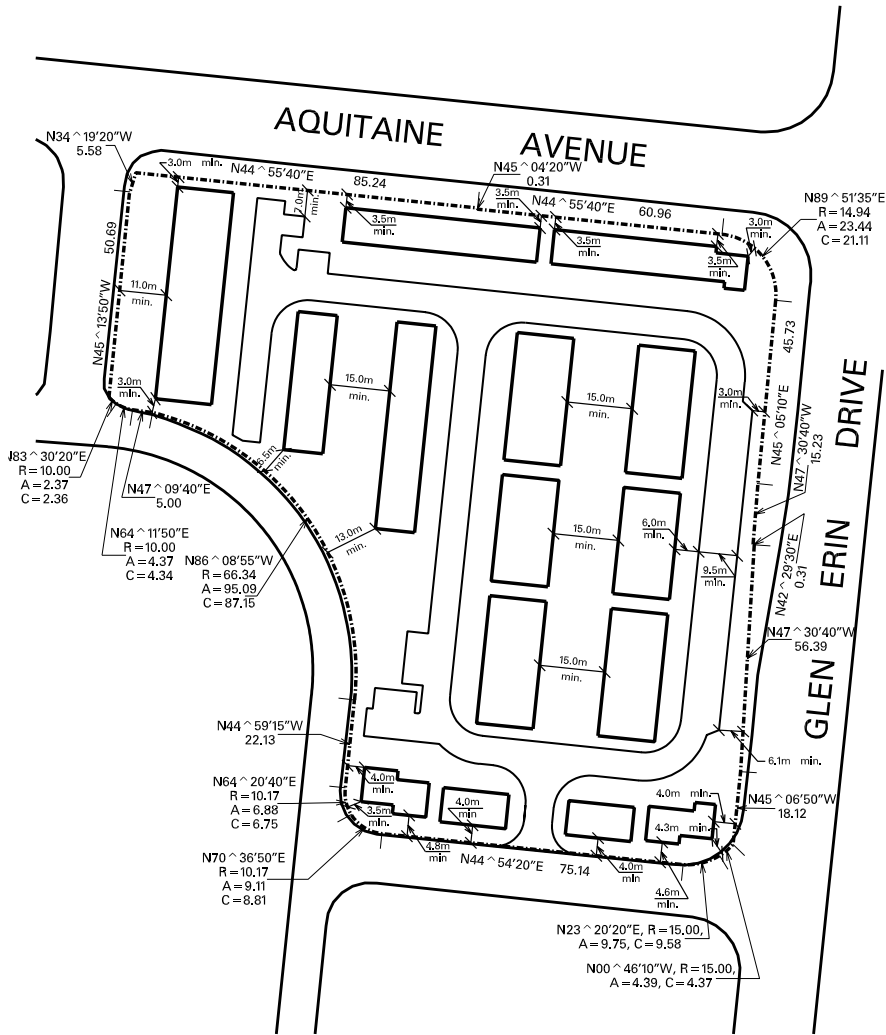 AQUITAINE AVENUE
N34^19'20"W
5.58
3.0m min.
N44^55'40"E
85.24
N45^04'20"W
0.31
3.5m
min.
N44^55'40"E
60.96
N89^51'35"E
R=14.94
A=23.44
C=21.11
3.0m
min.
7.0m
min.
3.5m
min.
3.5m
min.
3.5m
min.
50.69
N45^13'50"W
11.0m
min.
45.73
N45^05'10"E
GLEN ERIN DRIVE
15.0m
min.
15.0m
min.
3.0m
min.
3.0m
min.
N47^30'40"W
15.23
N83^30'20"E
R=10.00
A=2.37
C=2.36
N47^09'40"E
5.00
6.5m
min.
N64^11'50"E
R=10.00
A=4.37
C=4.34
13.0m
min.
N86^08'55"W
R=66.34
A=95.09
C=87.15
15.0m
min.
6.0m
min.
9.5m
min.
N42^29'30"E
0.31
N47^30'40"W
56.39
15.0m
min.
N44^59'15"W
22.13
6.1m min.
N64^20'40"E
R=10.17
A=6.88
C=6.75
4.0m
min.
3.5m
min.
4.0m
min.
4.0m min.
4.3m
min.
N45^06'50"W
18.12
N70^36'50"E
R=10.17
A=9.11
C=8.81
4.8m
min
N44^54'20"E
75.14
4.0m
min.
4.6m
min.
N23^20'20"E, R=15.00,
A=9.75, C=9.58
N00^46'10"W, R=15.00,
A=4.39, C=4.37